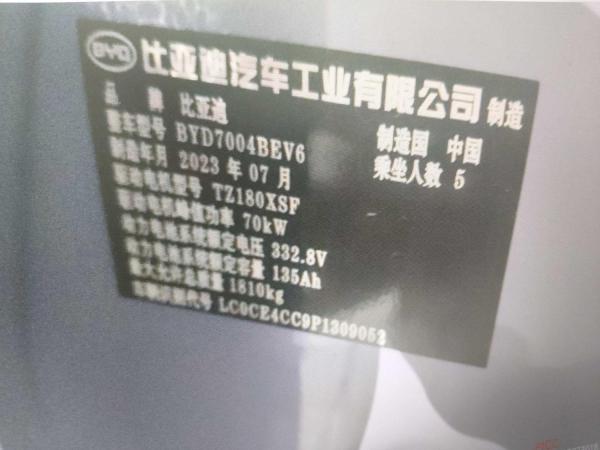 BYD 比亚迪汽车工业有限公司 制造
品牌 比亚迪
整车型号 BYD7004BEV6 制造国 中国
制造年月 2023 年 07 月 乘坐人数 5
驱动电机型号 TZ180XSF
驱动电机峰值功率 70kW
动力电池系统额定电压 332.8V
动力电池系统额定容量 135Ah
最大允许总质量 1810kg
车辆识别代号 LC0CE4CC9P1309052